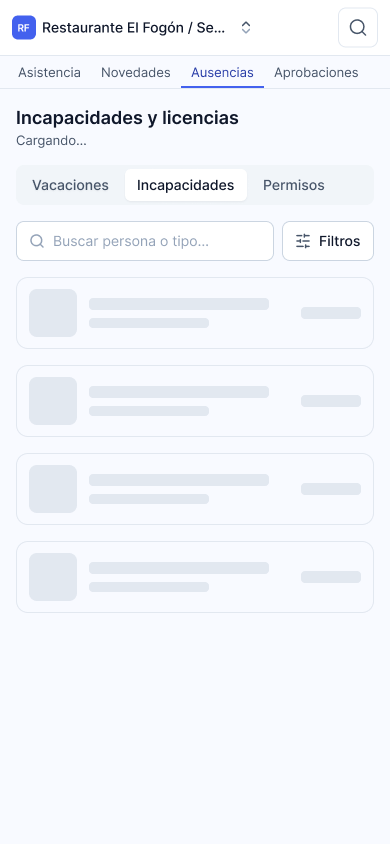 RF Restaurante El Fogón / Se...
Asistencia Novedades Ausencias Aprobaciones
Incapacidades y licencias
Cargando...
Vacaciones Incapacidades Permisos
Buscar persona o tipo... Filtros